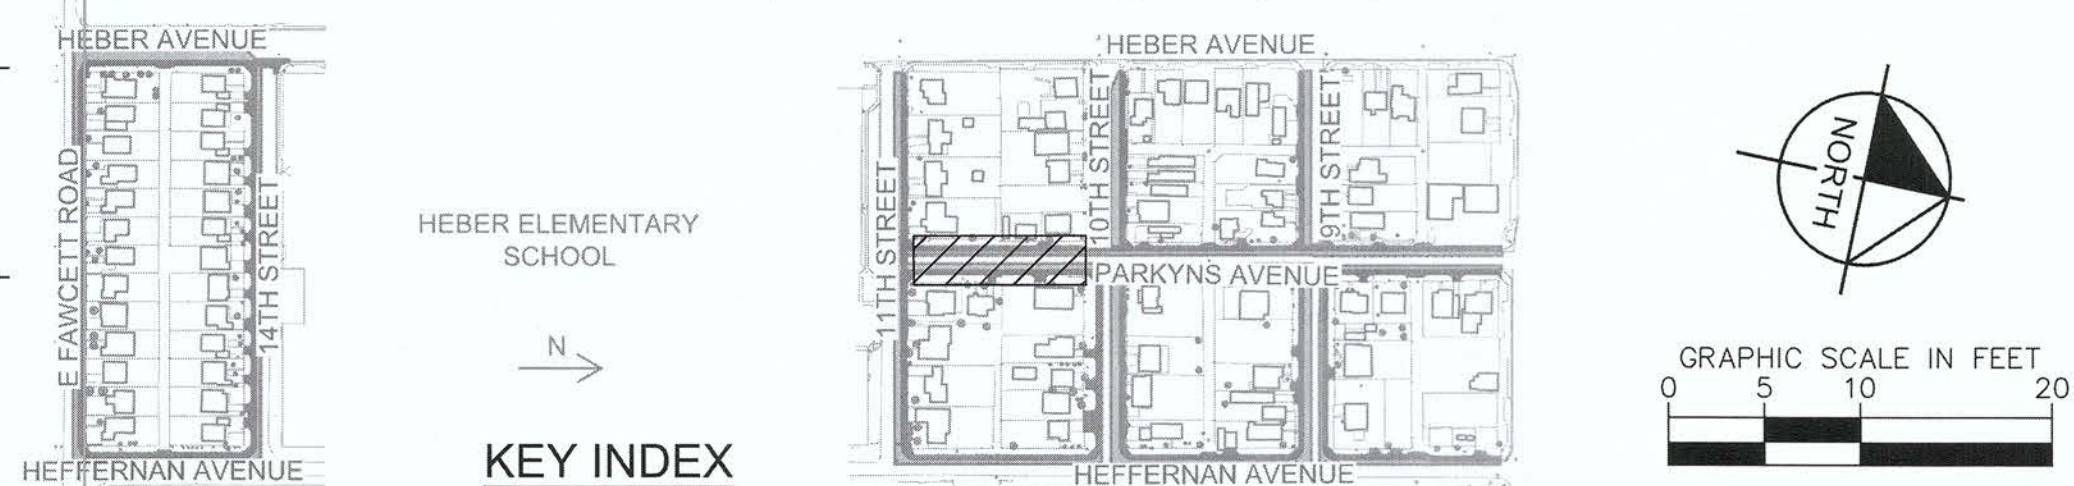 HEBER AVENUE
E FAWCETT ROAD
14TH STREET
HEFFERNAN AVENUE
HEBER ELEMENTARY
SCHOOL
N
KEY INDEX
HEBER AVENUE
11TH STREET
10TH STREET
9TH STREET
PARKYNS AVENUE
HEFFERNAN AVENUE
NORTH
GRAPHIC SCALE IN FEET
0 5 10 20